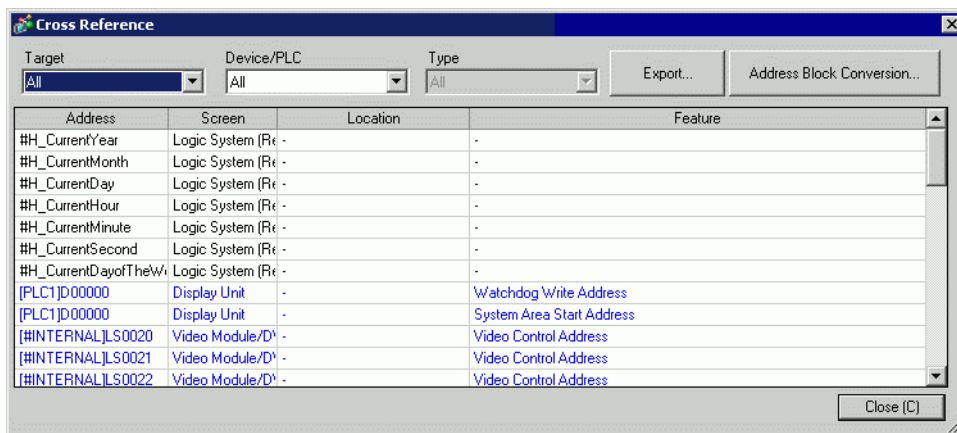 Cross Reference
Target Device/PLC Type
All All All Export... Address Block Conversion...
Address Screen Location Feature
#H_CurrentYear Logic System (Re - -
#H_CurrentMonth Logic System (Re - -
#H_CurrentDay Logic System (Re - -
#H_CurrentHour Logic System (Re - -
#H_CurrentMinute Logic System (Re - -
#H_CurrentSecond Logic System (Re - -
#H_CurrentDayofTheW Logic System (Re - -
[PLC1]D00000 Display Unit - Watchdog Write Address
[PLC1]D00000 Display Unit - System Area Start Address
[#INTERNAL]LS0020 Video Module/D - Video Control Address
[#INTERNAL]LS0021 Video Module/D - Video Control Address
[#INTERNAL]LS0022 Video Module/D - Video Control Address
Close (C)